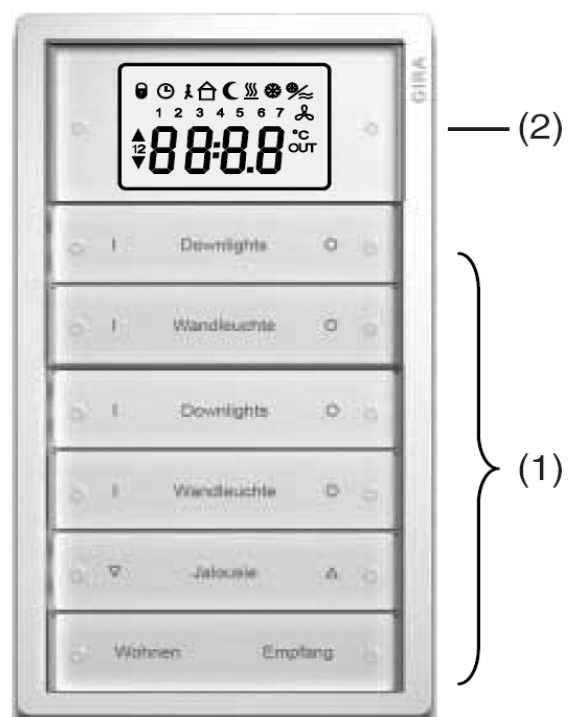 GIRA
1 2 3 4 5 6 7
12 88:8.8 °C
OUT
(2)
I Downlights O
I Wandleuchte O
I Downlights O
I Wandleuchte O
(1)
▽ Jalousie △
Wohnen Empfang